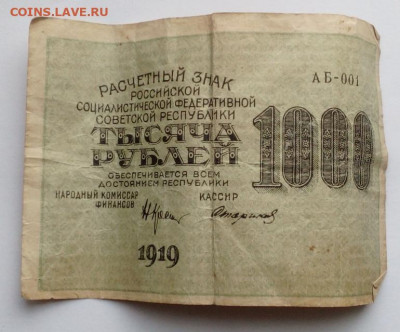 COINS.LAVE.RU
РАСЧЕТНЫЙ ЗНАК
РОССИЙСКОЙ
СОЦИАЛИСТИЧЕСКОЙ ФЕДЕРАТИВНОЙ
СОВЕТСКОЙ РЕСПУБЛИКИ
ТЫСЯЧА
РУБЛЕЙ
ОБЕСПЕЧИВАЕТСЯ ВСЕМ
ДОСТОЯНИЕМ РЕСПУБЛИКИ
НАРОДНЫЙ КОМИССАР
ФИНАНСОВ
КАССИР
1919
АБ-001
1000